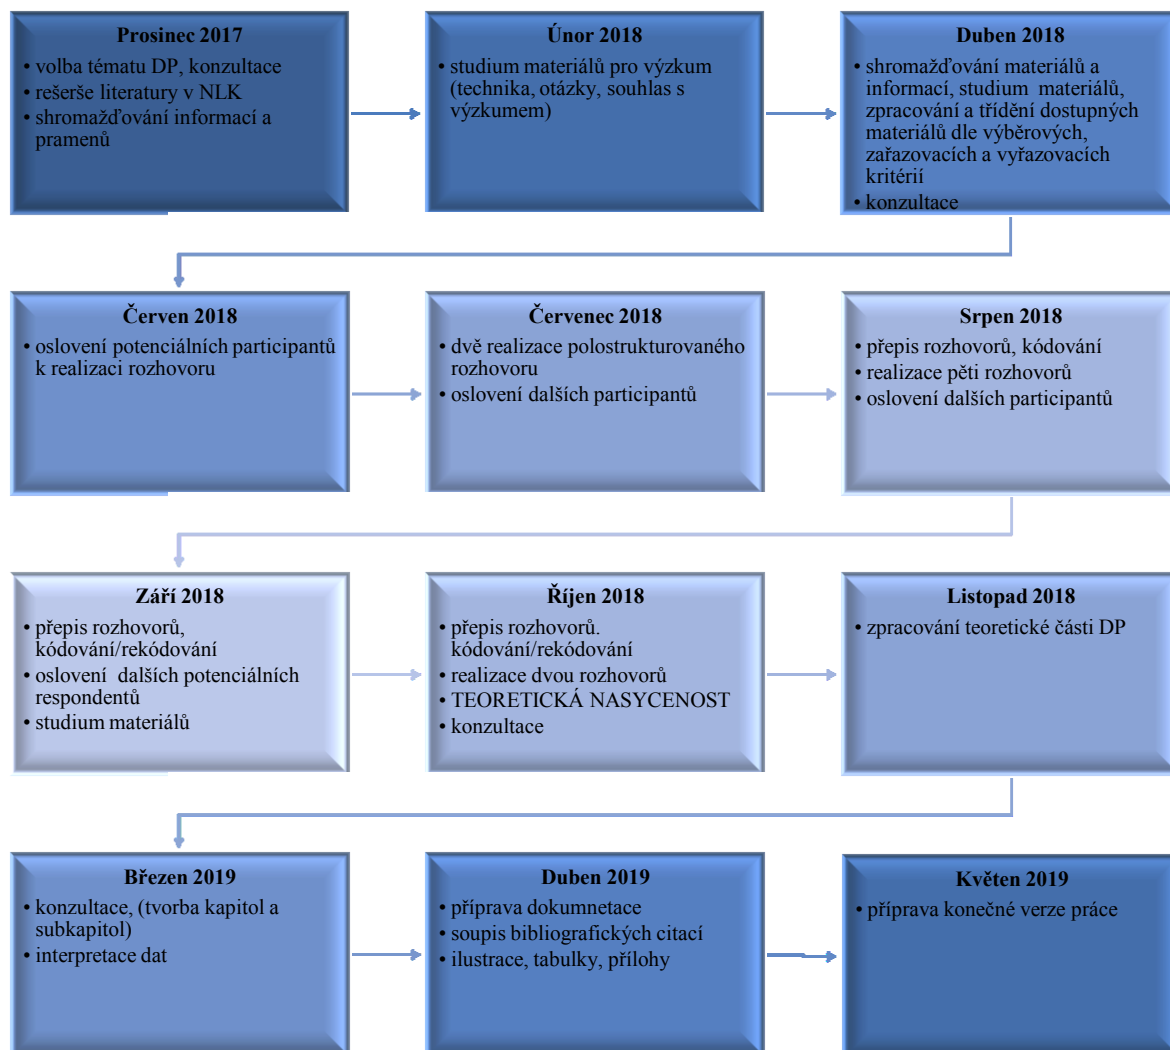 Prosinec 2017
• volba tématu DP, konzultace
• rešerše literatury v NLK
• shromažďování informací a
pramenů
Únor 2018
• studium materiálů pro výzkum
(technika, otázky, souhlas s
výzkumem)
Duben 2018
• shromažďování materiálů a
informací, studium  materiálů,
zpracování a třídění dostupných
materiálů dle výběrových,
zařazovacích a vyřazovacích
kritérií
• konzultace
Červen 2018
• oslovení potenciálních participantů
k realizaci rozhovoru
Červenec 2018
• dvě realizace polostrukturovaného
rozhovoru
• oslovení dalších participantů
Srpen 2018
• přepis rozhovorů, kódování
• realizace pěti rozhovorů
• oslovení dalších participantů
Září 2018
• přepis rozhovorů,
kódování/rekódování
• oslovení  dalších potenciálních
respondentů
• studium materiálů
Říjen 2018
• přepis rozhovorů.
kódování/rekódování
• realizace dvou rozhovorů
• TEORETICKÁ NASYCENOST
• konzultace
Listopad 2018
• zpracování teoretické části DP
Březen 2019
• konzultace, (tvorba kapitol a
subkapitol)
• interpretace dat
Duben 2019
• příprava dokumnetace
• soupis bibliografických citací
• ilustrace, tabulky, přílohy
Květen 2019
• příprava konečné verze práce